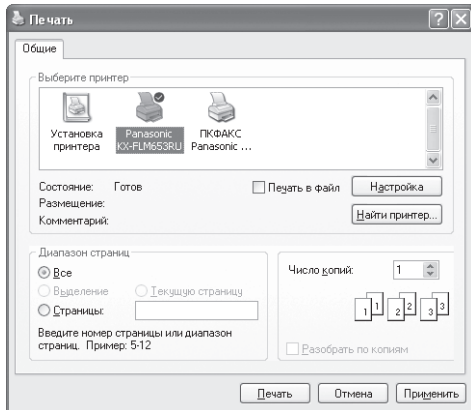 Печать
Общие
Выберите принтер
Установка принтера
Panasonic KX-FLM653RU
ПКФАКС Panasonic ...
Состояние: Готов
Печать в файл
Настройка
Размещение:
Комментарий:
Найти принтер...
Диапазон страниц
Все
Выделение
Текущую страницу
Страницы:
Введите номер страницы или диапазон
страниц. Пример: 5-12
Число копий: 1
1 1 2 2 3 3
Разобрать по копиям
Печать
Отмена
Применить